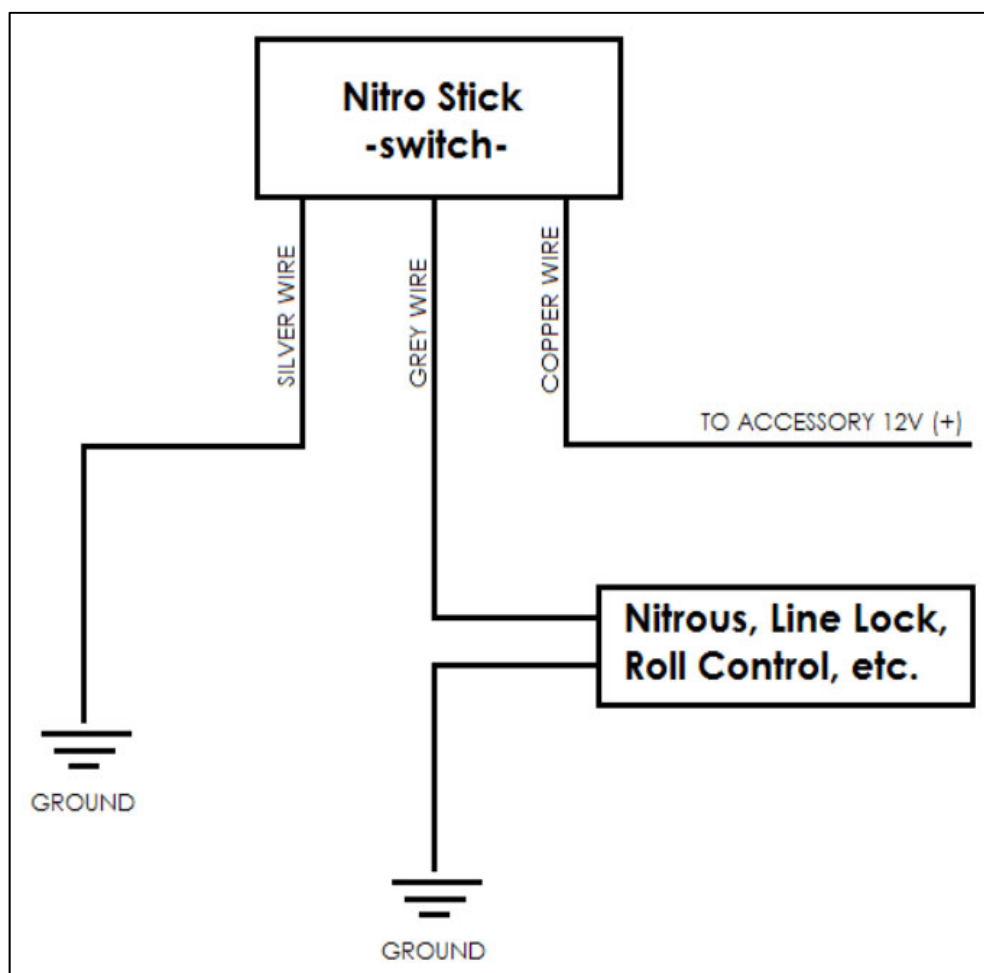 Nitro Stick
-switch-
SILVER WIRE
GREY WIRE
COPPER WIRE
TO ACCESSORY 12V (+)
Nitrous, Line Lock,
Roll Control, etc.
GROUND
GROUND